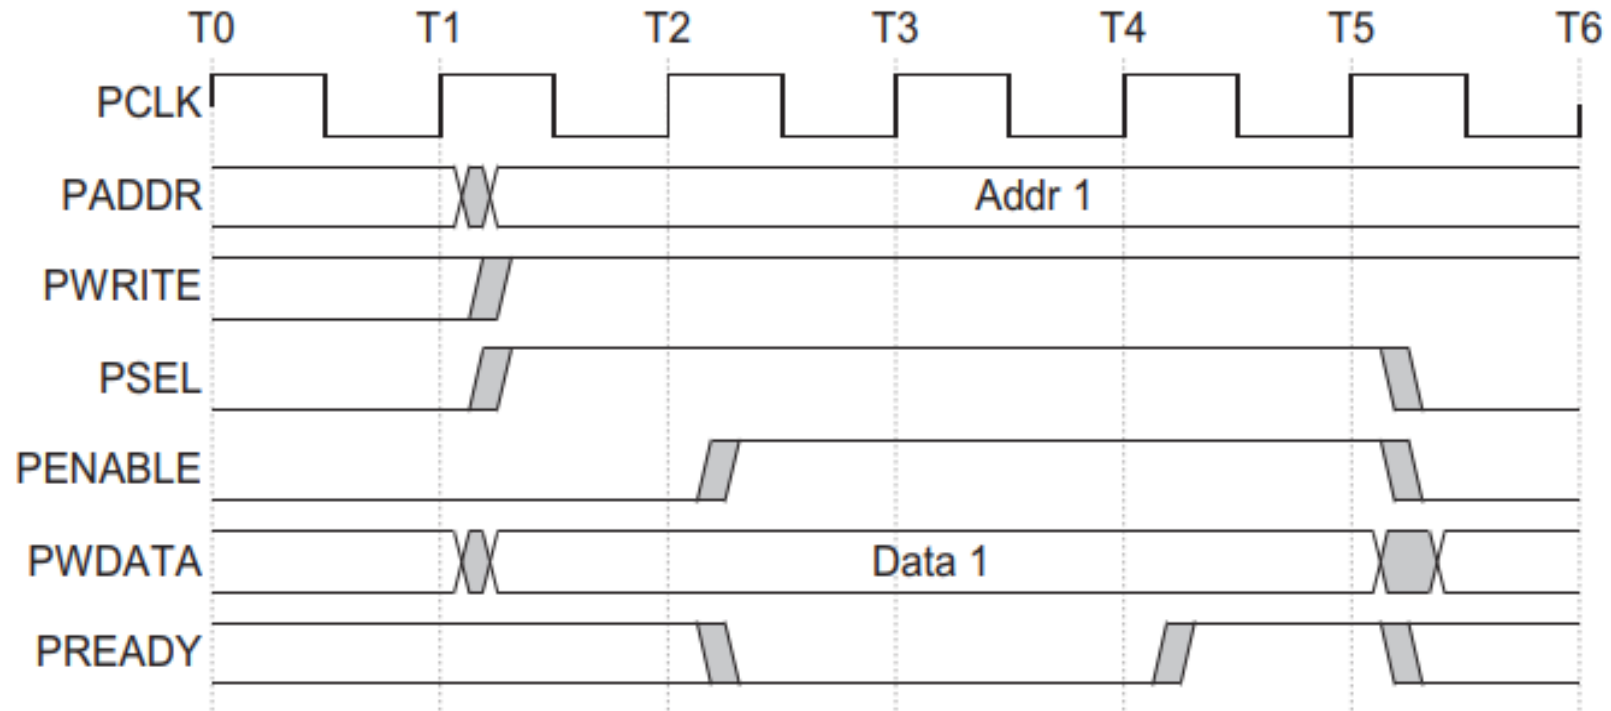 T0 T1 T2 T3 T4 T5 T6
PCLK
PADDR Addr 1
PWRITE
PSEL
PENABLE
PWDATA Data 1
PREADY